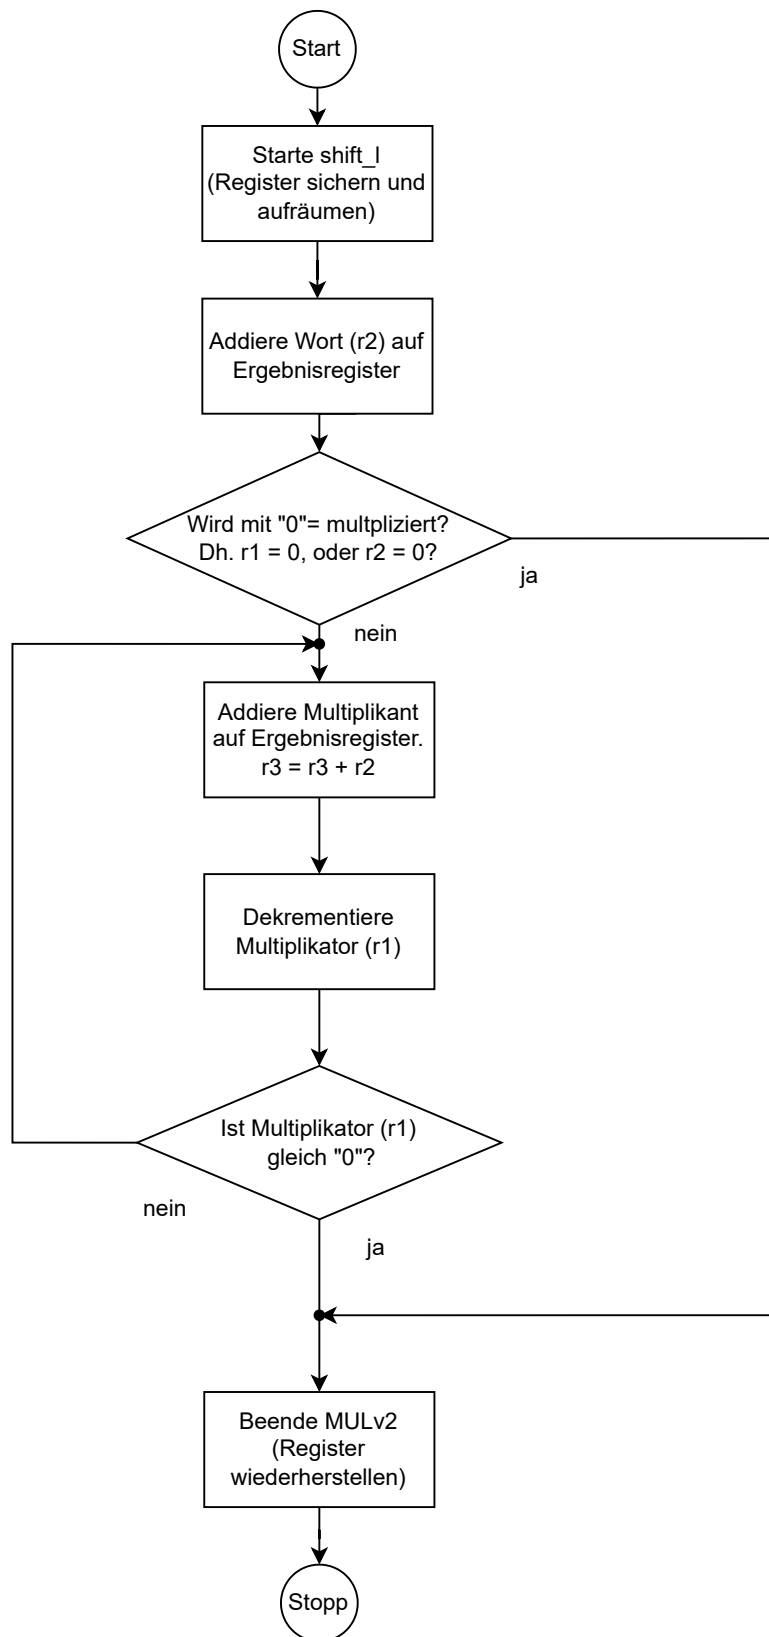 Start
Starte shift_l
(Register sichern und
aufräumen)
Addiere Wort (r2) auf
Ergebnisregister
Wird mit "0"= multpliziert?
Dh. r1 = 0, oder r2 = 0?
ja
nein
Addiere Multiplikant
auf Ergebnisregister.
r3 = r3 + r2
Dekrementiere
Multiplikator (r1)
Ist Multiplikator (r1)
gleich "0"?
nein
ja
Beende MULv2
(Register
wiederherstellen)
Stopp